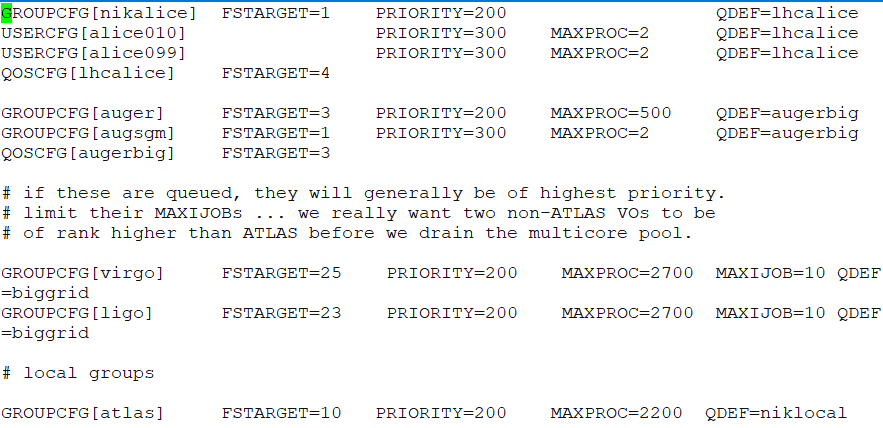 GROUPCFG[nikalice]  FSTARGET=1    PRIORITY=200                   QDEF=lhcalice
USERCFG[alice010]                 PRIORITY=300    MAXPROC=2      QDEF=lhcalice
USERCFG[alice099]                 PRIORITY=300    MAXPROC=2      QDEF=lhcalice
QOSCFG[lhcalice]    FSTARGET=4
GROUPCFG[auger]     FSTARGET=3    PRIORITY=200    MAXPROC=500    QDEF=augerbig
GROUPCFG[augsgm]    FSTARGET=1    PRIORITY=300    MAXPROC=2      QDEF=augerbig
QOSCFG[augerbig]    FSTARGET=3
# if these are queued, they will generally be of highest priority.
# limit their MAXIJOBs ... we really want two non-ATLAS VOs to be
# of rank higher than ATLAS before we drain the multicore pool.
GROUPCFG[virgo]     FSTARGET=25    PRIORITY=200    MAXPROC=2700  MAXIJOB=10 QDEF
=biggrid
GROUPCFG[ligo]      FSTARGET=23    PRIORITY=200    MAXPROC=2700  MAXIJOB=10 QDEF
=biggrid
# local groups
GROUPCFG[atlas]     FSTARGET=10   PRIORITY=200    MAXPROC=2200  QDEF=niklocal